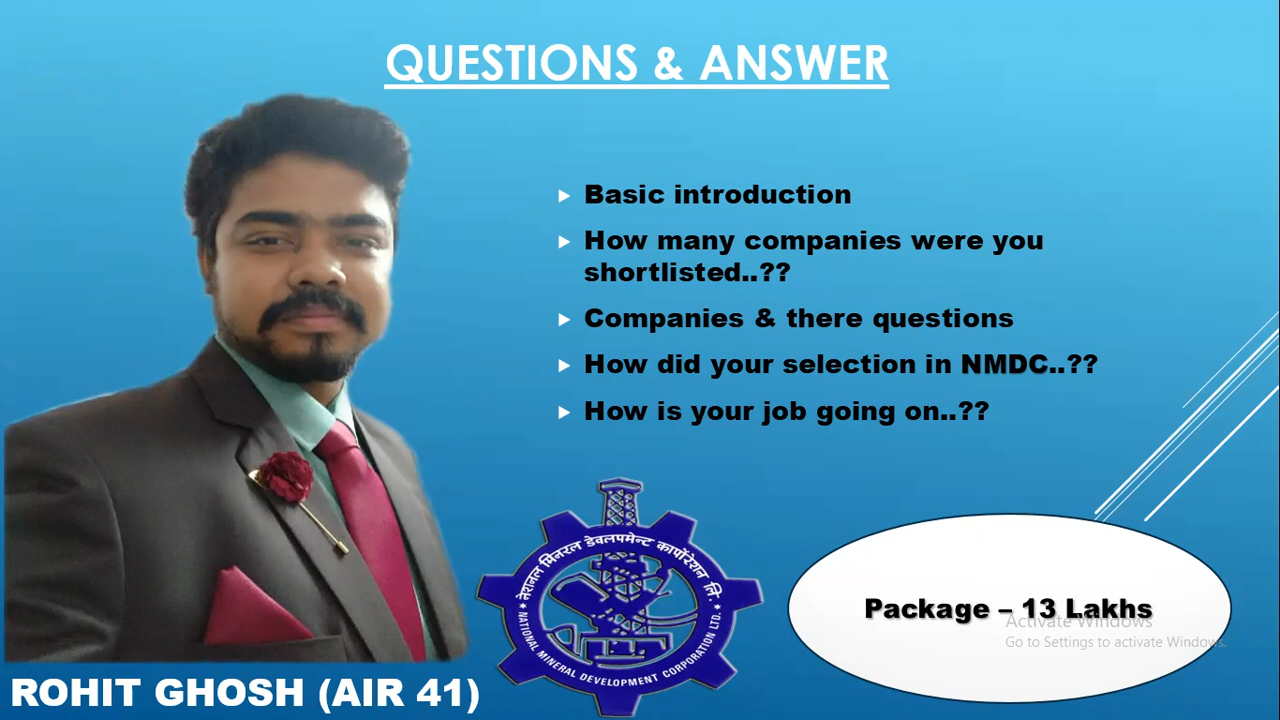 QUESTIONS & ANSWER
Basic introduction
How many companies were you
shortlisted..??
Companies & there questions
How did your selection in NMDC..??
How is your job going on..??
नेशनल मिनरल डेवलपमेन्ट कार्पोरेशन लि.
NATIONAL MINERAL DEVELOPMENT CORPORATION LTD.
Package – 13 Lakhs
Activate Windows
Go to Settings to activate Windows.
ROHIT GHOSH (AIR 41)